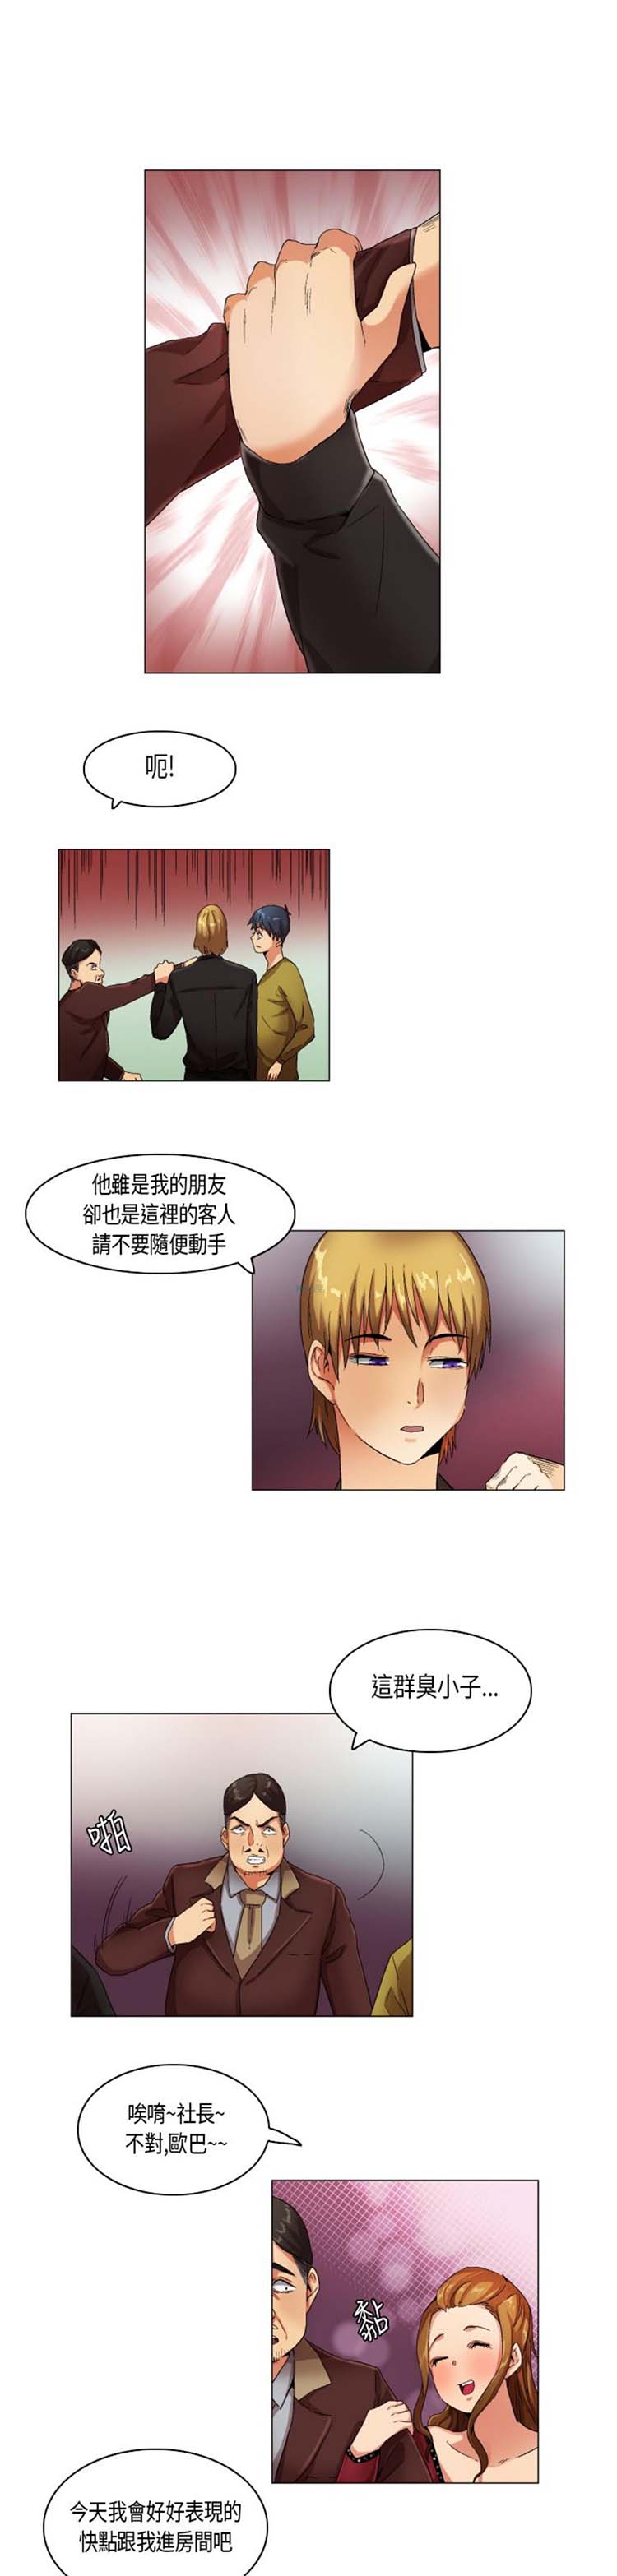 呃!
他雖是我的朋友
卻也是這裡的客人
請不要隨便動手
這群臭小子...
啪
唉唷~社長~
不對,歐巴~~
黏
今天我會好好表現的
快點跟我進房間吧